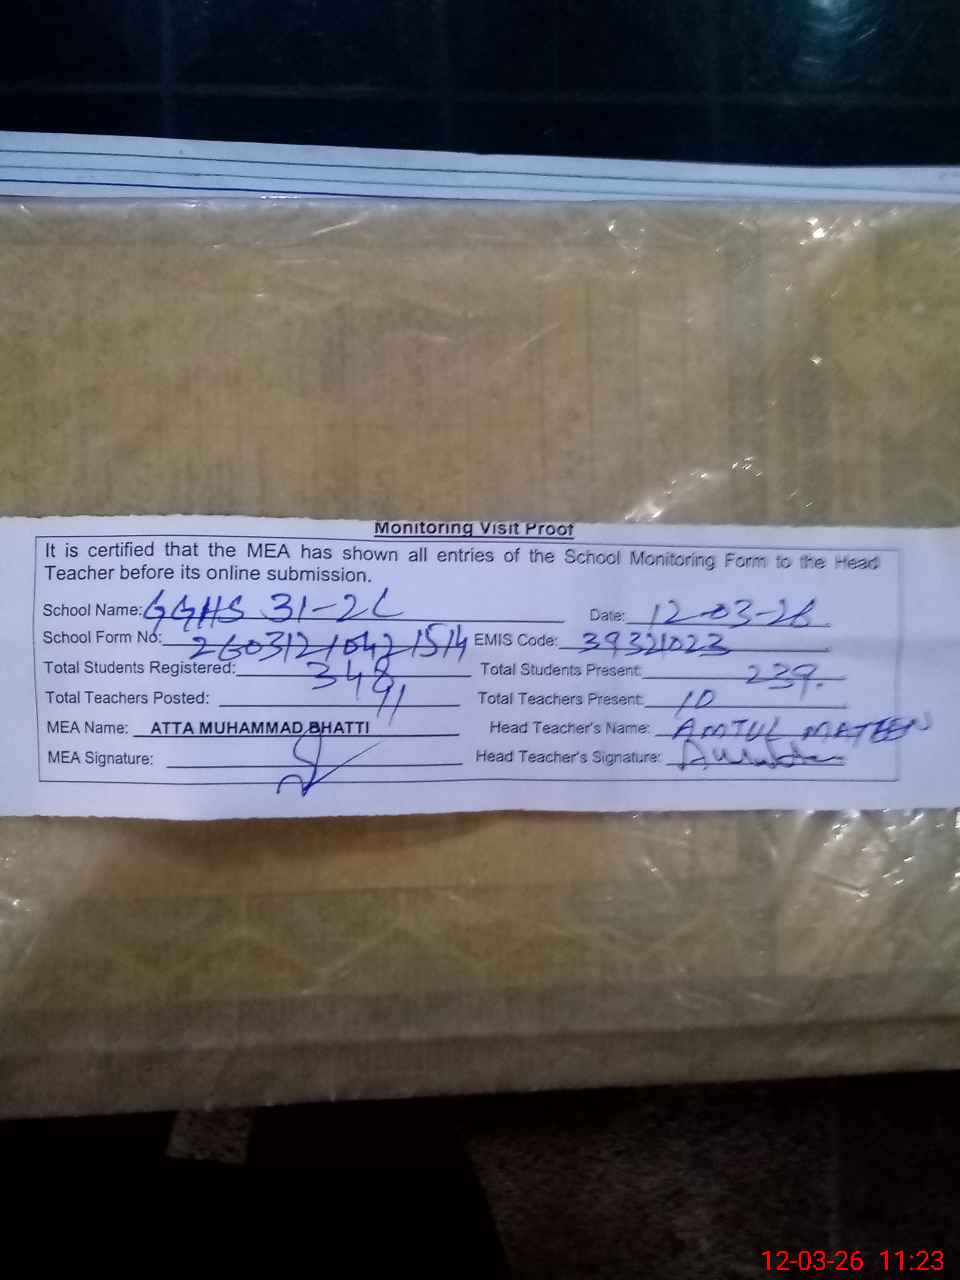 Monitoring Visit Proof
It is certified that the MEA has shown all entries of the School Monitoring Form to the Head
Teacher before its online submission.
School Name: GGHS 31-2L Date: 12-03-26
School Form No: 26031210421514 EMIS Code: 39321023
Total Students Registered: 348 Total Students Present: 239.
Total Teachers Posted: 11 Total Teachers Present: 10
MEA Name: ATTA MUHAMMAD BHATTI Head Teacher's Name: AMTUL MATEEN
MEA Signature: Head Teacher's Signature:
12-03-26 11:23